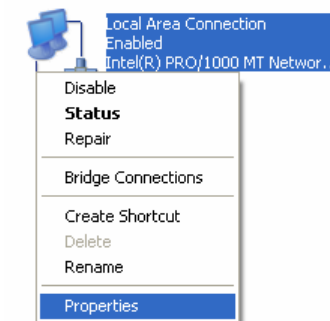 Local Area Connection
Enabled
Intel(R) PRO/1000 MT Networ...
Disable
Status
Repair
Bridge Connections
Create Shortcut
Delete
Rename
Properties